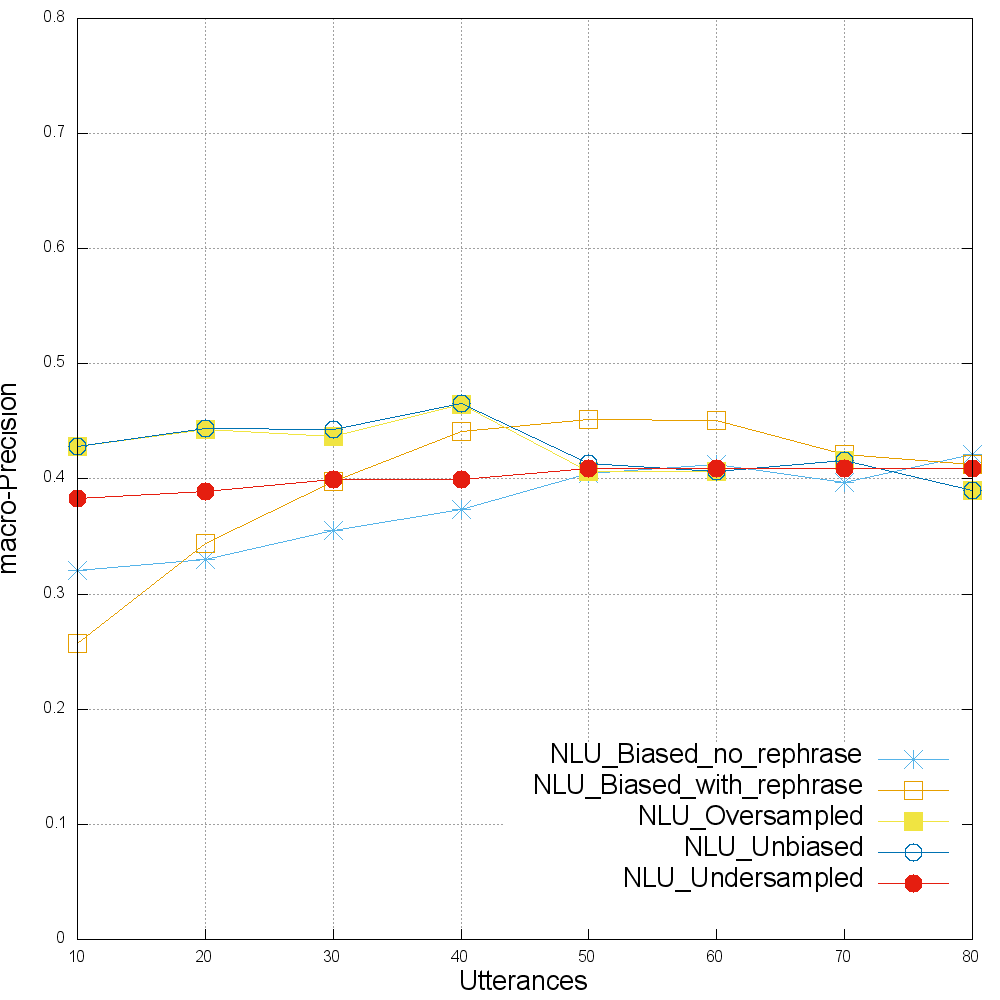 0.8
0.7
0.6
0.5
0.4
0.3
0.2
0.1
0
macro-Precision
NLU_Biased_no_rephrase
NLU_Biased_with_rephrase
NLU_Oversampled
NLU_Unbiased
NLU_Undersampled
10 20 30 40 50 60 70 80
Utterances